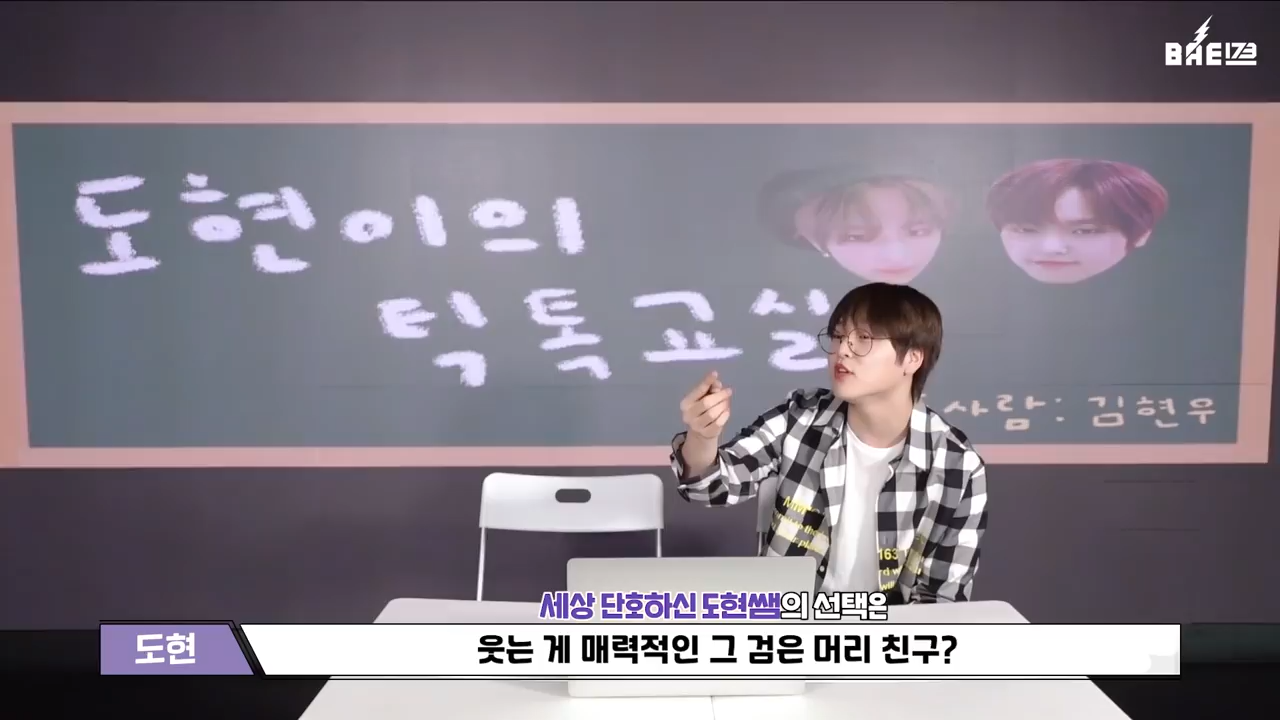 BAE173
도현이의
틱톡교실
사람: 김현우
163
세상 단호하신 도현쌤의 선택은
도현
웃는 게 매력적인 그 검은 머리 친구?